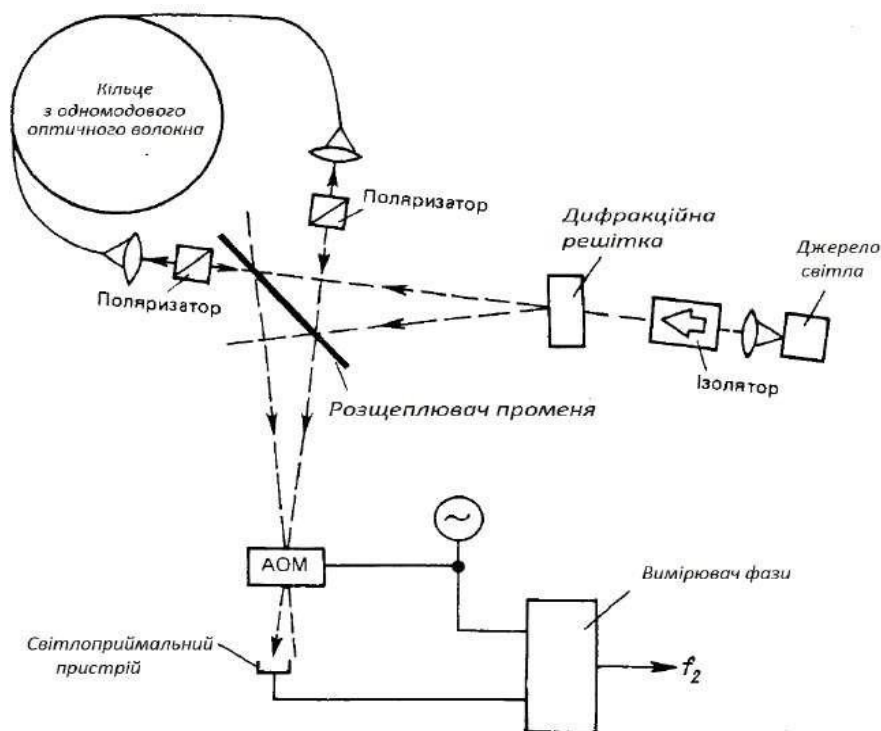 Кільце
з одномодового
оптичного волокна
Поляризатор
Дифракційна
решітка
Джерело
світла
Поляризатор
Ізолятор
Розщеплювач променя
~
АОМ
Вимірювач фази
Світлоприймальний
пристрій
f₂